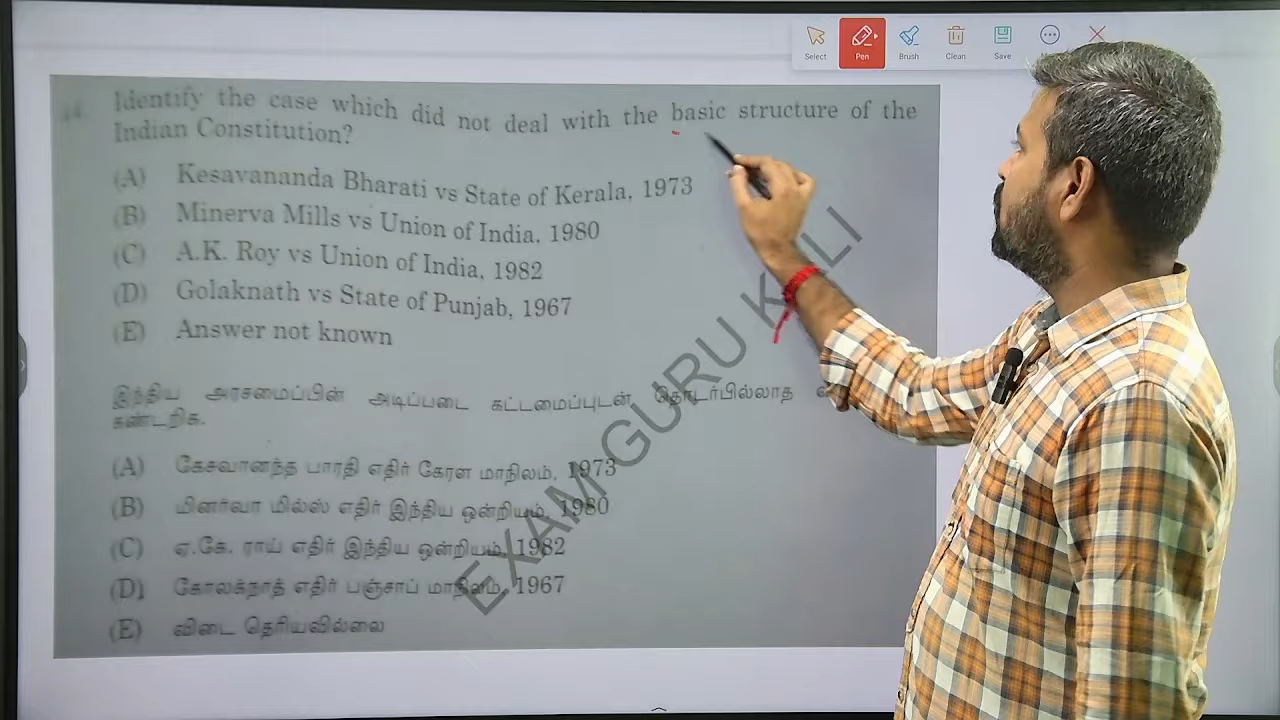 Select
Pen
Brush
Clean
Save
44. Identify the case which did not deal with the basic structure of the
Indian Constitution?
(A) Kesavananda Bharati vs State of Kerala, 1973
(B) Minerva Mills vs Union of India, 1980
(C) A.K. Roy vs Union of India, 1982
(D) Golaknath vs State of Punjab, 1967
(E) Answer not known
இந்திய அரசமைப்பின் அடிப்படை கட்டமைப்புடன் தொடர்பில்லாத
கண்டறிக.
(A) கேசவானந்த பாரதி எதிர் கேரள மாநிலம், 1973
(B) மினர்வா மில்ஸ் எதிர் இந்திய ஒன்றியம், 1980
(C) ஏ.கே. ராய் எதிர் இந்திய ஒன்றியம், 1982
(D) கோலக்நாத் எதிர் பஞ்சாப் மாநிலம், 1967
(E) விடை தெரியவில்லை
EXAM GURU KALI